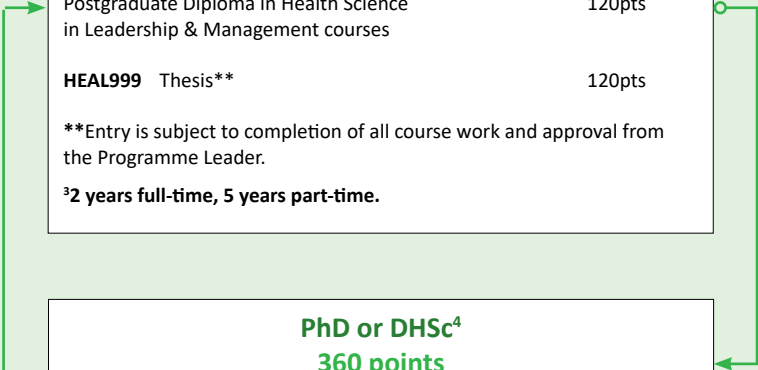 Postgraduate Diploma in Health Science 120pts
in Leadership & Management courses
HEAL999 Thesis** 120pts
**Entry is subject to completion of all course work and approval from
the Programme Leader.
³2 years full-time, 5 years part-time.
PhD or DHSc⁴
360 points